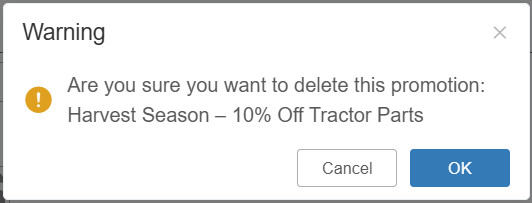 Warning
Are you sure you want to delete this promotion:
Harvest Season – 10% Off Tractor Parts
Cancel
OK